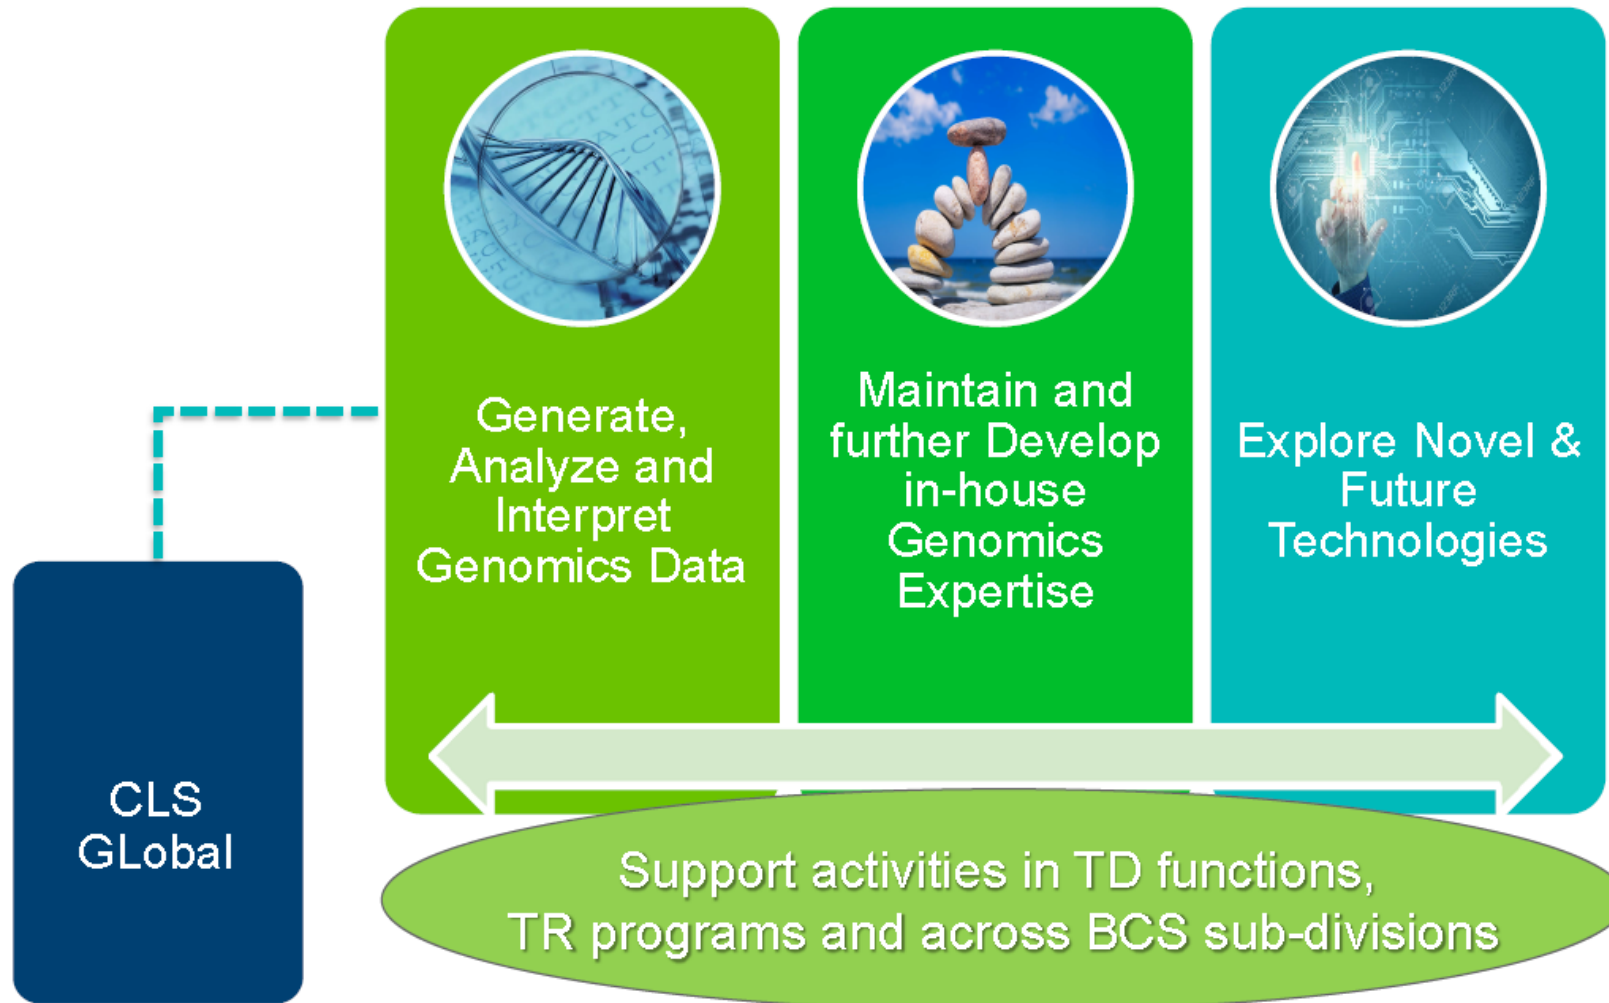 Generate,
Analyze and
Interpret
Genomics Data
Maintain and
further Develop
in-house
Genomics
Expertise
Explore Novel &
Future
Technologies
CLS
GLobal
Support activities in TD functions,
TR programs and across BCS sub-divisions